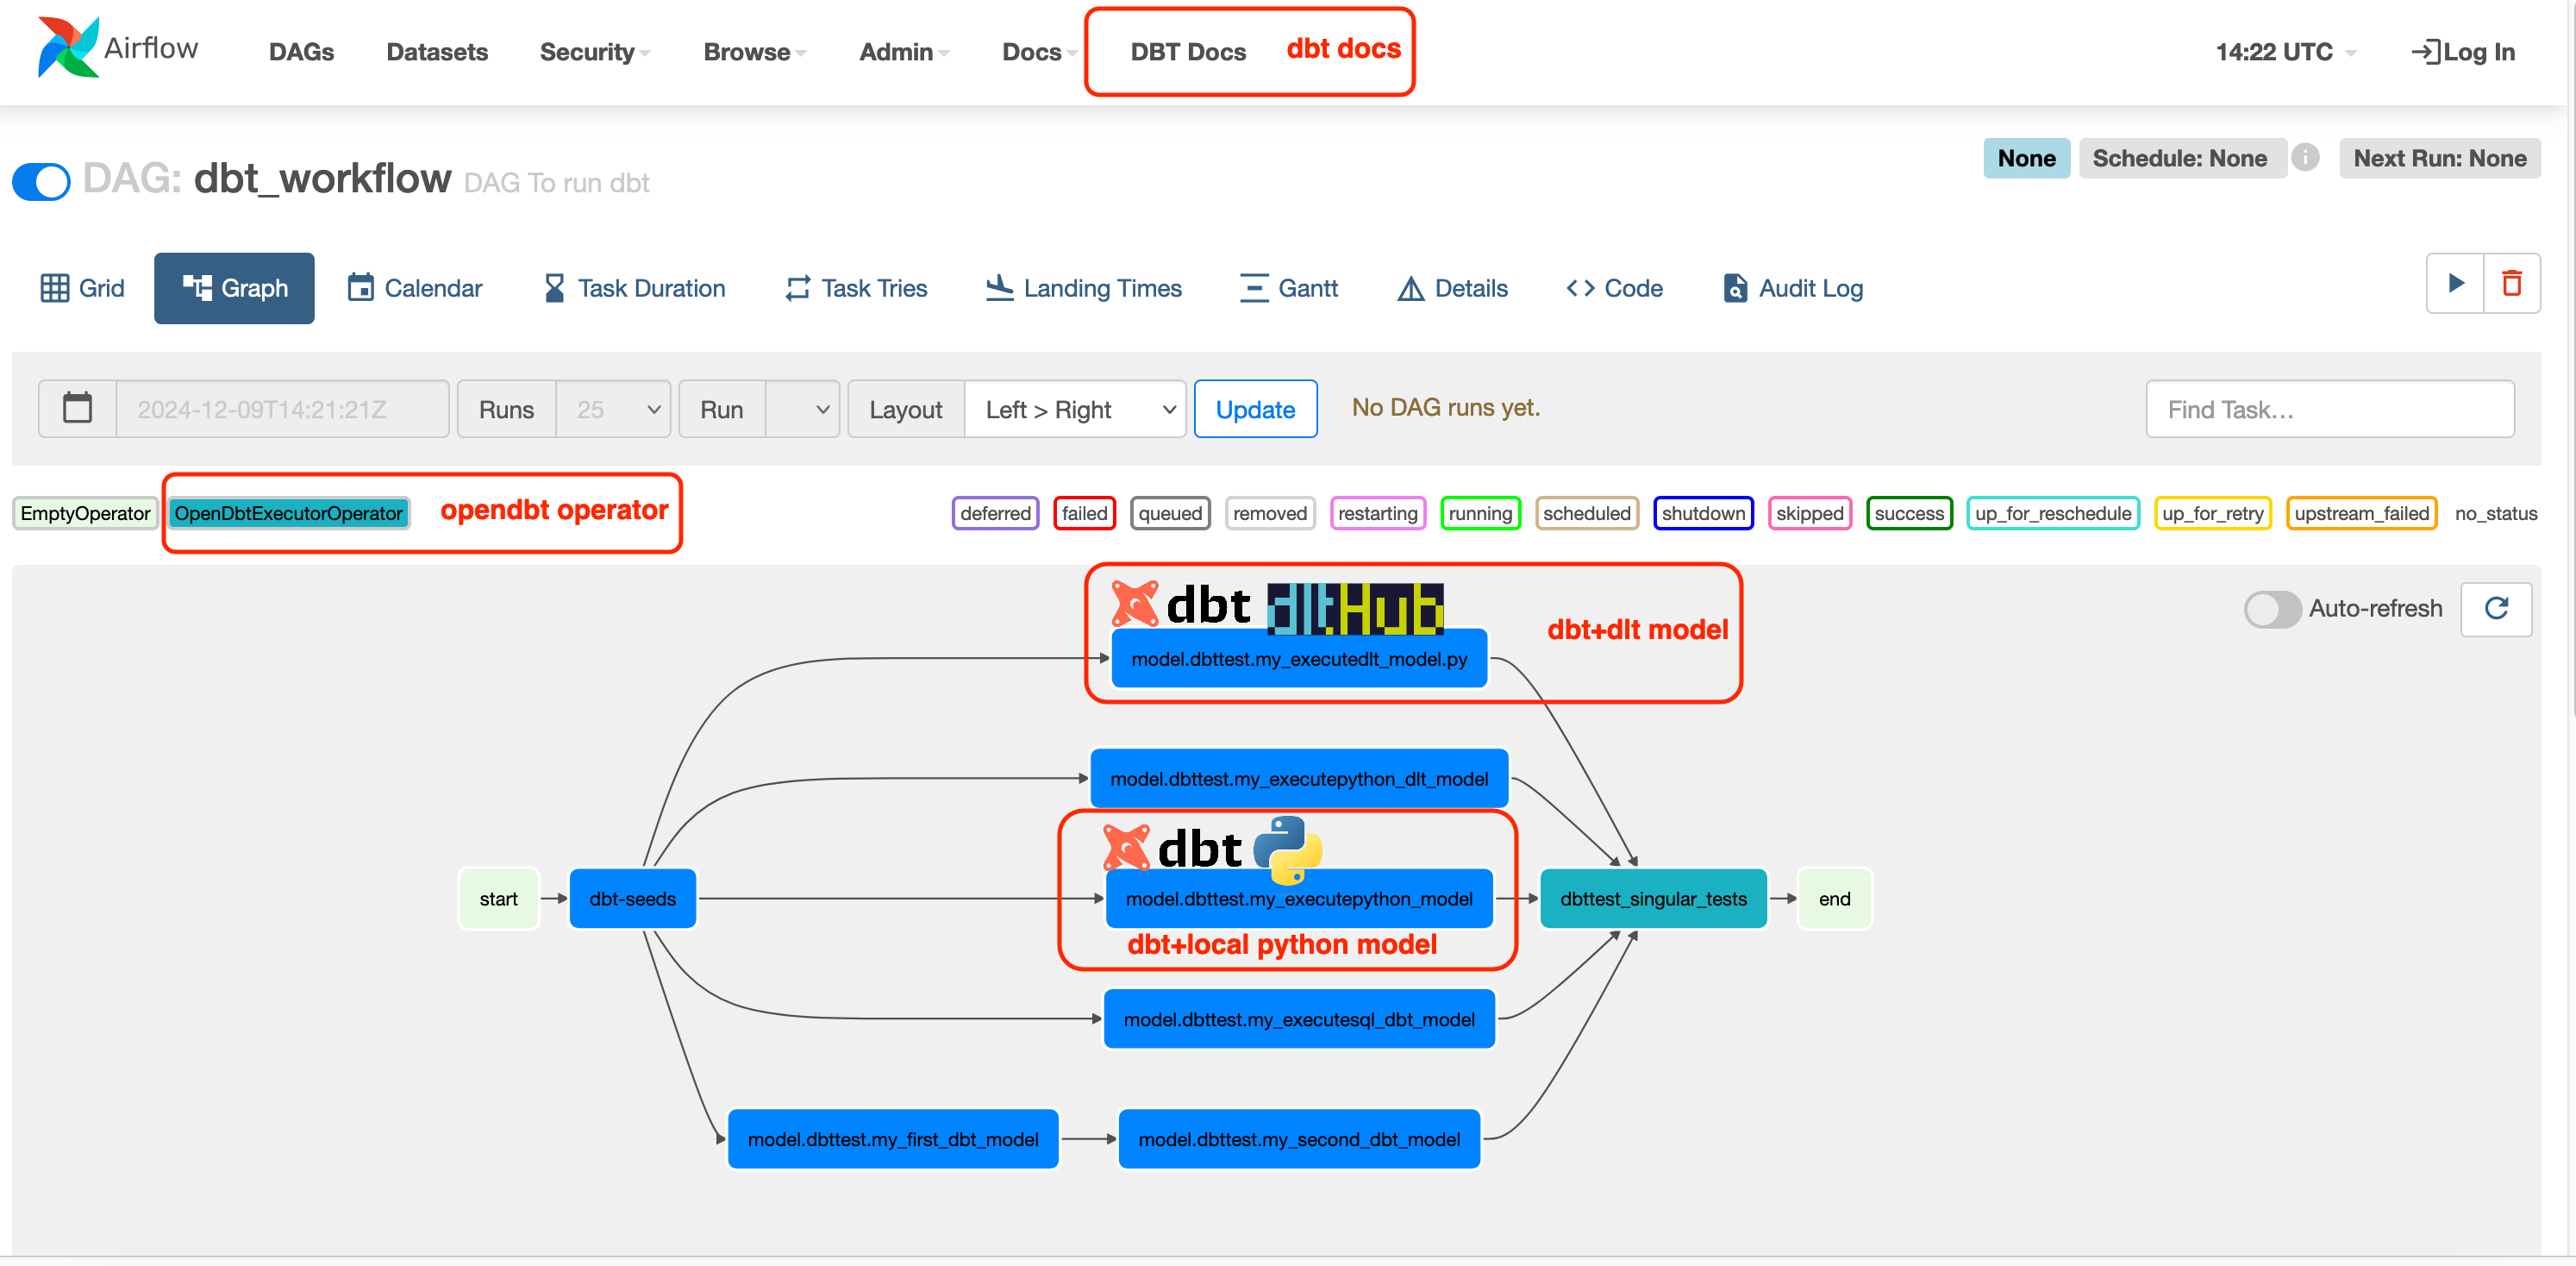 Airflow
DAGs
Datasets
Security
Browse
Admin
Docs
DBT Docs
dbt docs
14:22 UTC
Log In
DAG: dbt_workflow DAG To run dbt
None
Schedule: None
Next Run: None
Grid
Graph
Calendar
Task Duration
Task Tries
Landing Times
Gantt
Details
Code
Audit Log
2024-12-09T14:21:21Z
Runs
25
Run
Layout
Left > Right
Update
No DAG runs yet.
Find Task…
EmptyOperator
OpenDbtExecutorOperator
opendbt operator
deferred
failed
queued
removed
restarting
running
scheduled
shutdown
skipped
success
up_for_reschedule
up_for_retry
upstream_failed
no_status
Auto-refresh
dbt
dltHub
dbt+dlt model
model.dbttest.my_executedlt_model.py
model.dbttest.my_executepython_dlt_model
dbt
start
dbt-seeds
model.dbttest.my_executepython_model
dbttest_singular_tests
end
dbt+local python model
model.dbttest.my_executesql_dbt_model
model.dbttest.my_first_dbt_model
model.dbttest.my_second_dbt_model